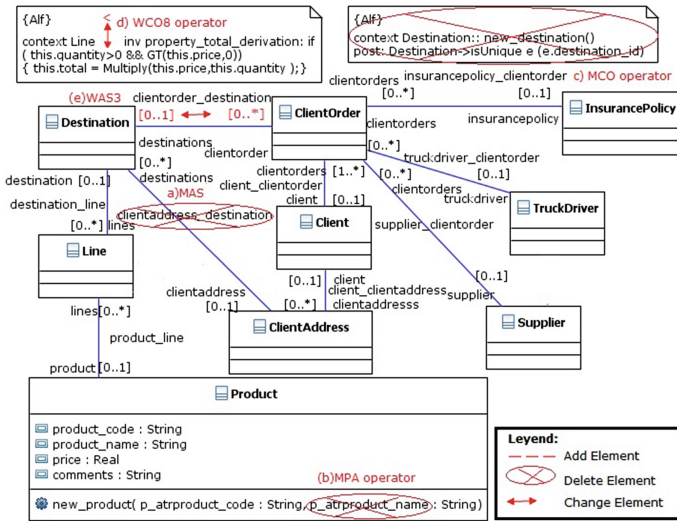 {Alf}
d) WCO8 operator
<
context Line inv property_total_derivation: if
( this.quantity>0 && GT(this.price,0))
{ this.total = Multiply(this.price,this.quantity );}
{Alf}
context Destination:: new_destination()
post: Destination->isUnique e (e.destination_id)
clientorders
insurancepolicy_clientorder
c) MCO operator
(e)WAS3
clientorder_destination
[0..1]
[0..*]
[0..*]
[0..1]
Destination
ClientOrder
InsurancePolicy
insurancepolicy
clientorders
destinations
[0..*]
clientorder
[0..*]
truckdriver_clientorder
destinations
clientorders
[1..*]
[0..*]
[0..1]
destination [0..1]
client_clientorder
clientorders
truckdriver
a)MAS
client
[0..1]
destination_line
clientaddress_destination
TruckDriver
[0..*] lines
Client
supplier_clientorder
Line
[0..1]
client
[0..1]
client_clientaddress
supplier
clientaddress
[0..1]
[0..*]
clientaddresss
lines[0..*]
ClientAddress
Supplier
product_line
product[0..1]
Product
product_code : String
product_name : String
price : Real
comments : String
(b)MPA operator
new_product( p_atrproduct_code : String, p_atrproduct_name : String)
Leyend:
Add Element
Delete Element
Change Element